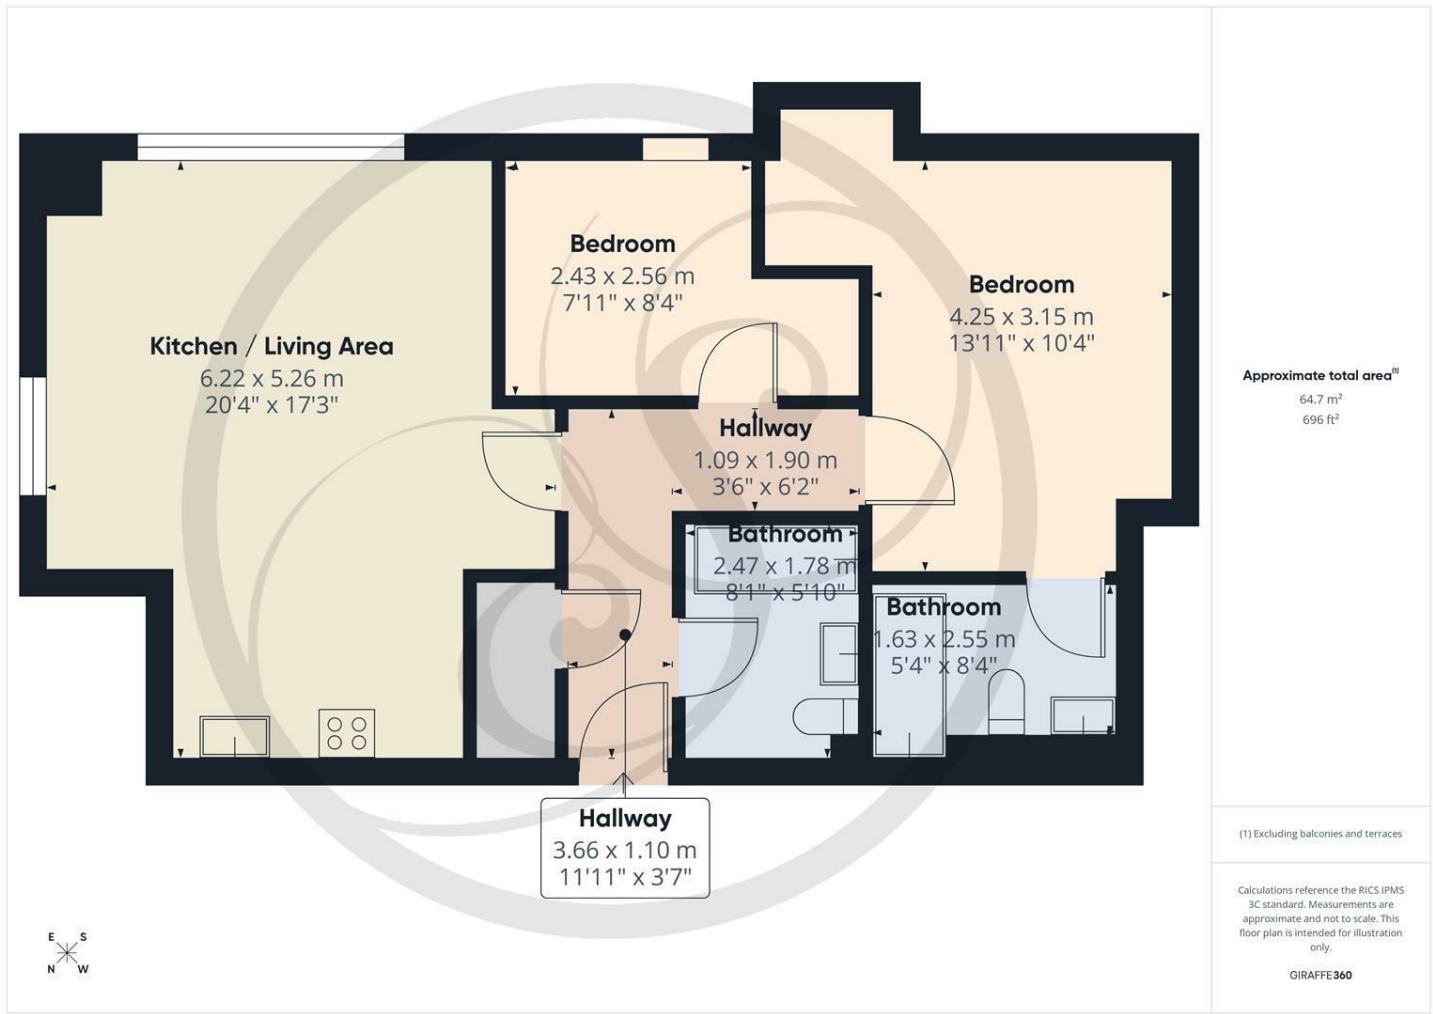 Bedroom
2.43 x 2.56 m
7'11" x 8'4"
Bedroom
4.25 x 3.15 m
13'11" x 10'4"
Kitchen / Living Area
6.22 x 5.26 m
20'4" x 17'3"
Hallway
1.09 x 1.90 m
3'6" x 6'2"
Bathroom
2.47 x 1.78 m
8'1" x 5'10"
Bathroom
1.63 x 2.55 m
5'4" x 8'4"
Hallway
3.66 x 1.10 m
11'11" x 3'7"
E S
N W
Approximate total area(1)
64.7 m²
696 ft²
(1) Excluding balconies and terraces
Calculations reference the RICS IPMS
3C standard. Measurements are
approximate and not to scale. This
floor plan is intended for illustration
only.
GIRAFFE360